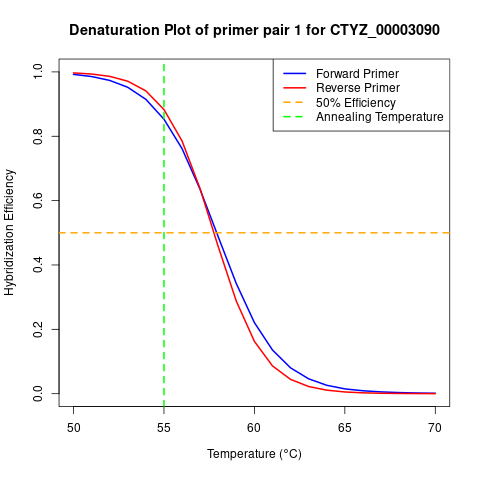 Denaturation Plot of primer pair 1 for CTYZ_00003090
Forward Primer
Reverse Primer
50% Efficiency
Annealing Temperature
Hybridization Efficiency
1.0
0.8
0.6
0.4
0.2
0.0
50 55 60 65 70
Temperature (°C)